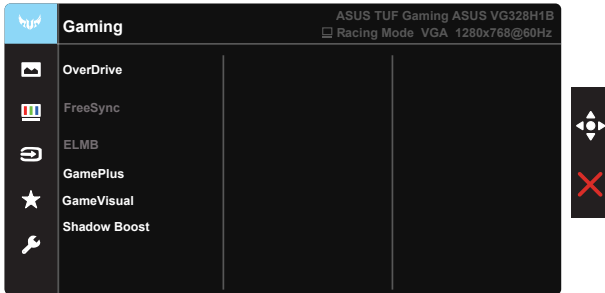 Gaming
ASUS TUF Gaming ASUS VG328H1B
Racing Mode VGA 1280x768@60Hz
OverDrive
FreeSync
ELMB
GamePlus
GameVisual
Shadow Boost